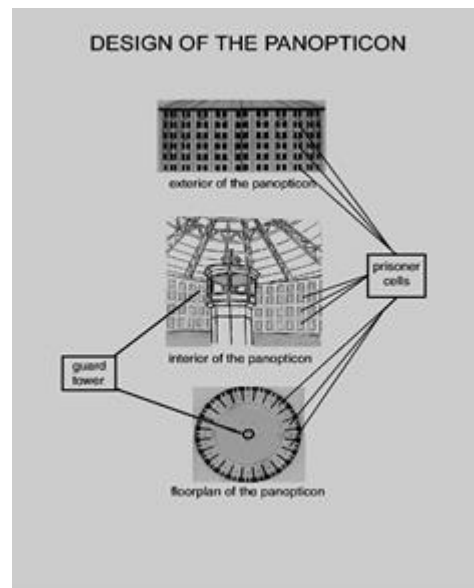 DESIGN OF THE PANOPTICON
exterior of the panopticon
prisoner
cells
interior of the panopticon
guard
tower
floorplan of the panopticon